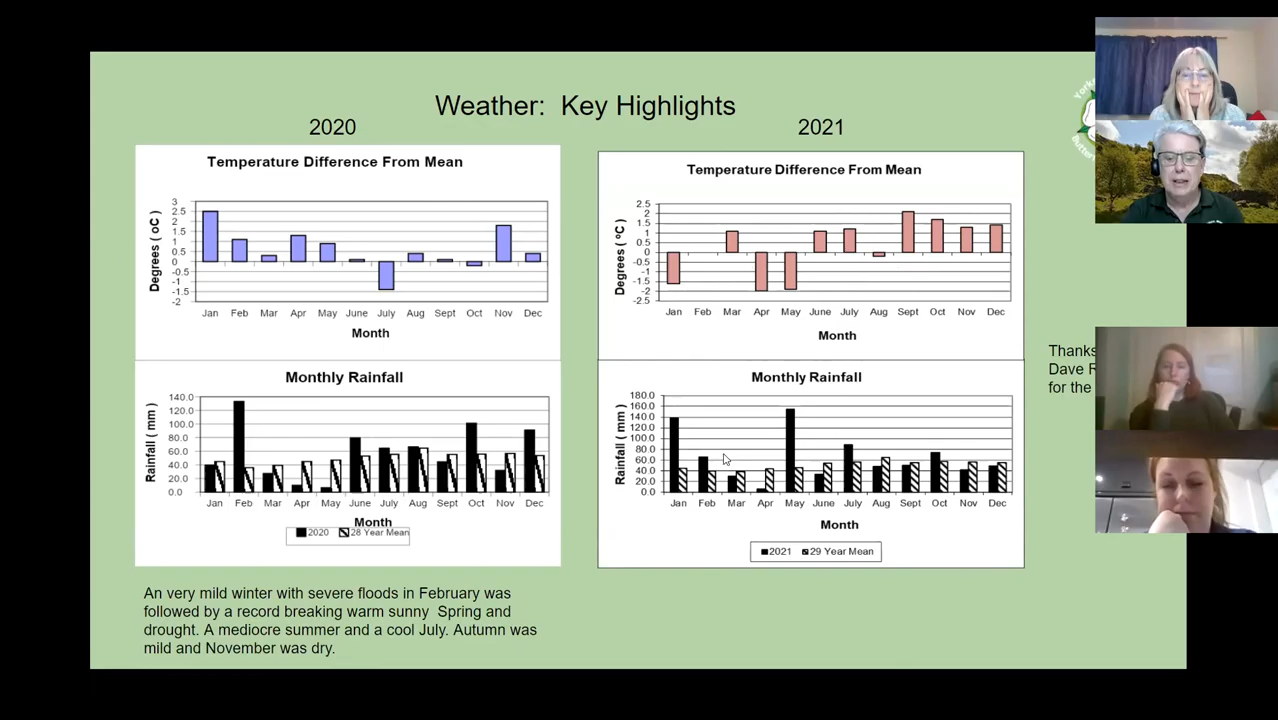 Weather: Key Highlights
2020
2021
Temperature Difference From Mean
Degrees ( oC )
3
2.5
2
1.5
1
0.5
0
-0.5
-1
-1.5
-2
Jan Feb Mar Apr May June July Aug Sept Oct Nov Dec
Month
Temperature Difference From Mean
Degrees ( °C )
2.5
2
1.5
1
0.5
0
-0.5
-1
-1.5
-2
-2.5
Jan Feb Mar Apr May June July Aug Sept Oct Nov Dec
Month
Monthly Rainfall
Rainfall ( mm )
140.0
120.0
80.0
60.0
40.0
20.0
0.0
Jan Feb Mar Apr May June July Aug Sept Oct Nov Dec
Month
2020 28 Year Mean
Monthly Rainfall
Rainfall ( mm )
180.0
160.0
140.0
120.0
100.0
80.0
60.0
40.0
20.0
0.0
Jan Feb Mar Apr May June July Aug Sept Oct Nov Dec
Month
2021 29 Year Mean
Thanks
Dave R
for the
An very mild winter with severe floods in February was
followed by a record breaking warm sunny Spring and
drought. A mediocre summer and a cool July. Autumn was
mild and November was dry.